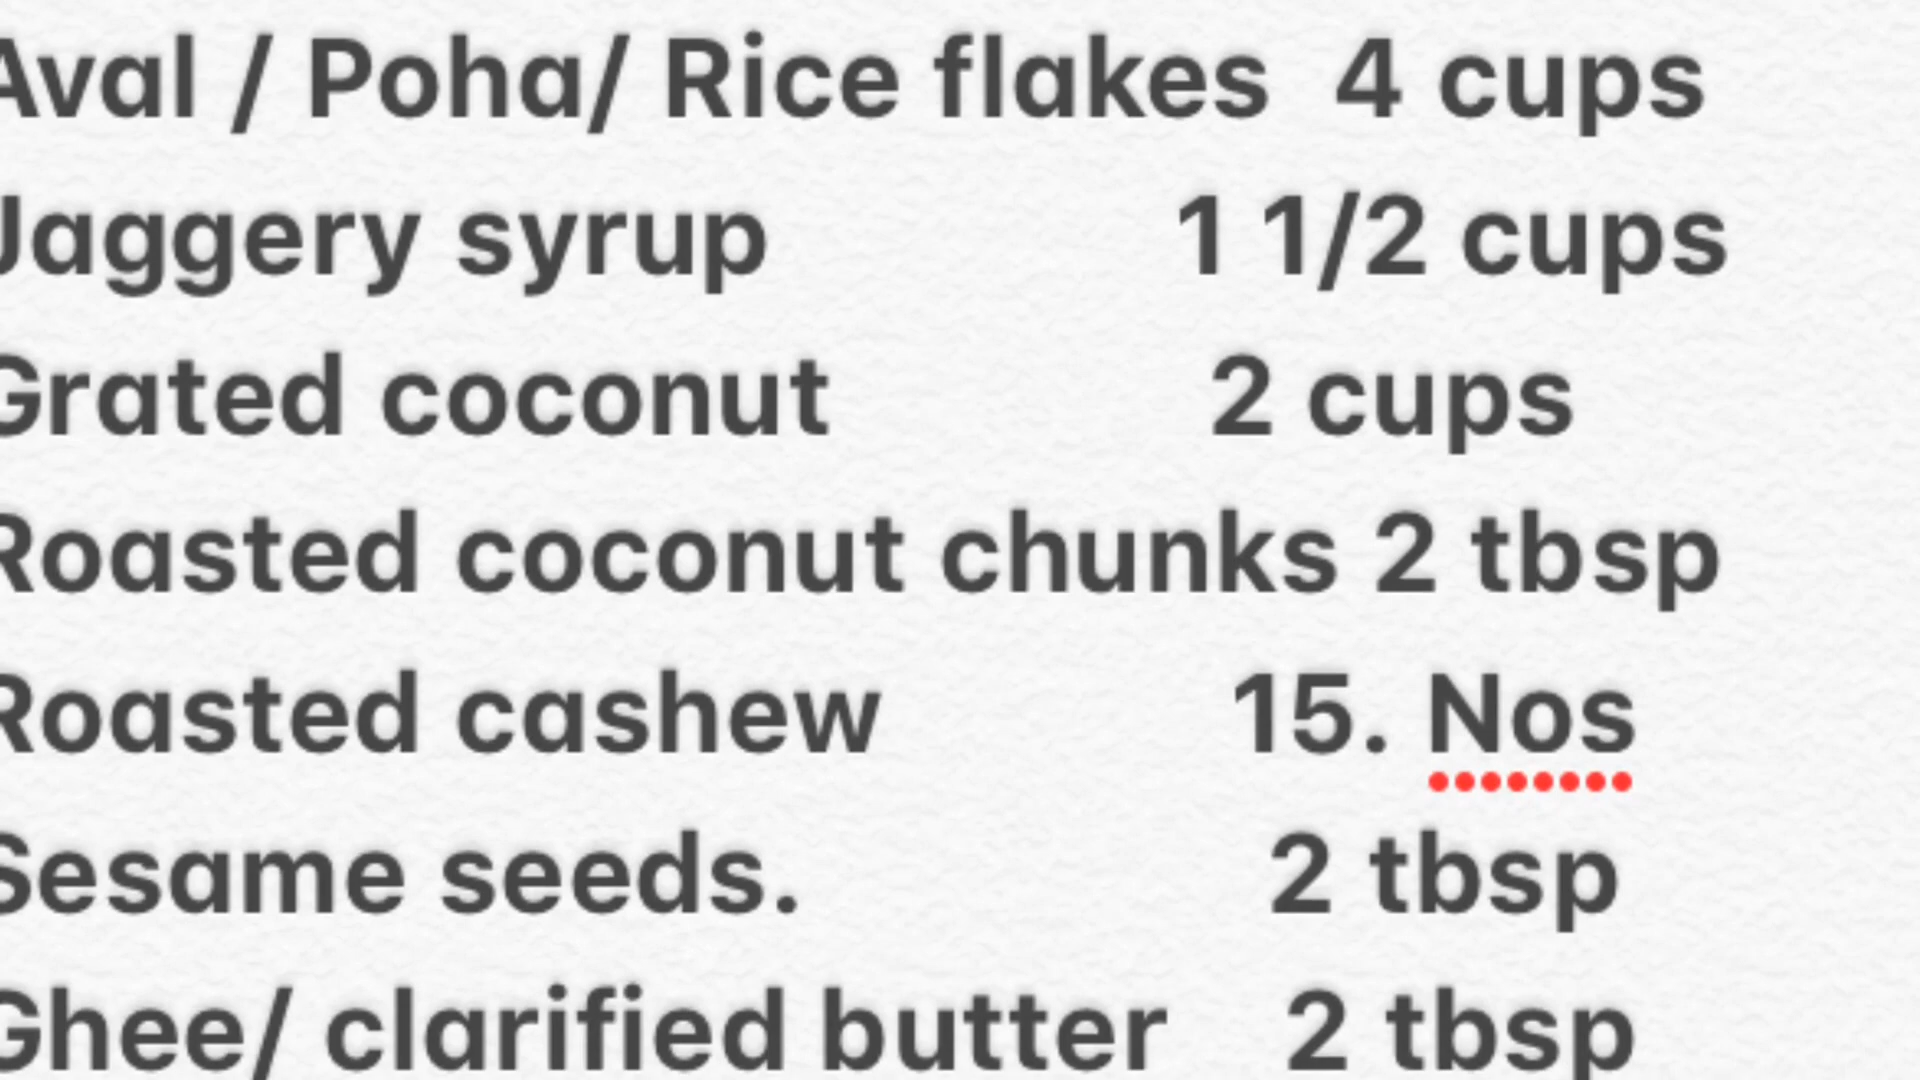 Aval / Poha/ Rice flakes 4 cups
Jaggery syrup 1 1/2 cups
Grated coconut 2 cups
Roasted coconut chunks 2 tbsp
Roasted cashew 15. Nos
Sesame seeds. 2 tbsp
Ghee/ clarified butter 2 tbsp